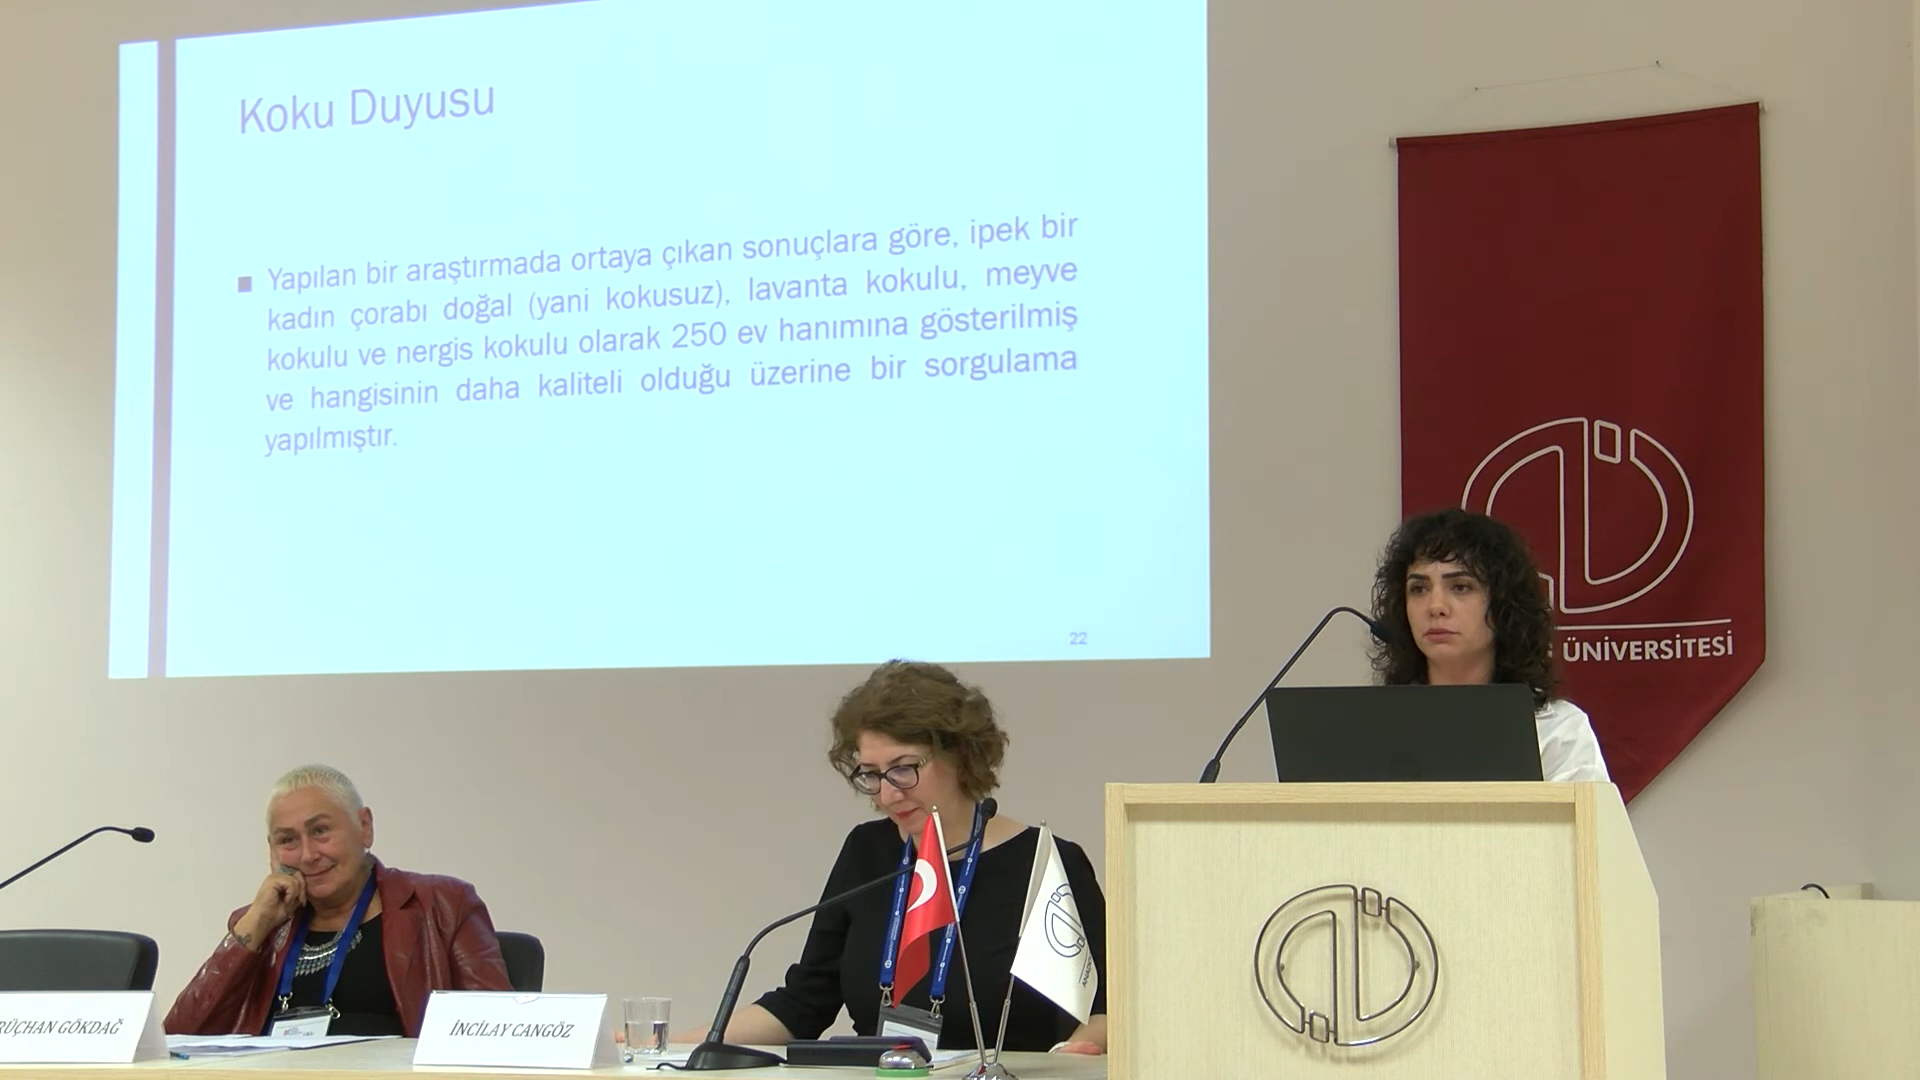 Koku Duyusu
Yapılan bir araştırmada ortaya çıkan sonuçlara göre, ipek bir
kadın çorabı doğal (yani kokusuz), lavanta kokulu, meyve
kokulu ve nergis kokulu olarak 250 ev hanımına gösterilmiş
ve hangisinin daha kaliteli olduğu üzerine bir sorgulama
yapılmıştır.
22
ÜNİVERSİTESİ
RÜÇHAN GÖKDAĞ
İNCİLAY CANGÖZ